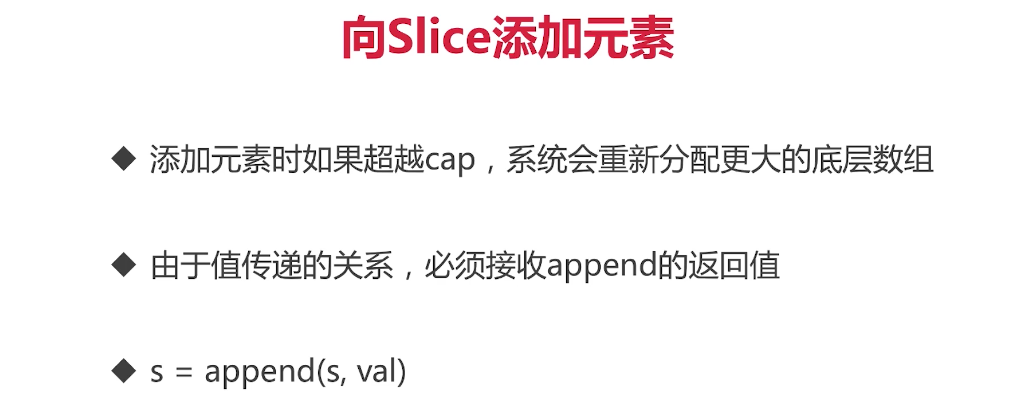 向Slice添加元素
◆ 添加元素时如果超越cap，系统会重新分配更大的底层数组
◆ 由于值传递的关系，必须接收append的返回值
◆ s = append(s, val)